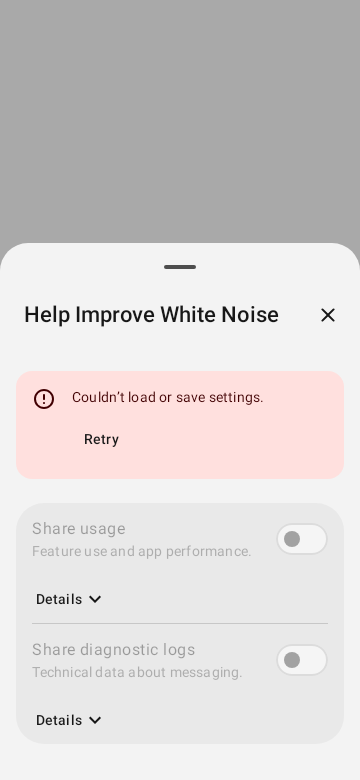 Help Improve White Noise
Couldn't load or save settings.
Retry
Share usage
Feature use and app performance.
Details
Share diagnostic logs
Technical data about messaging.
Details